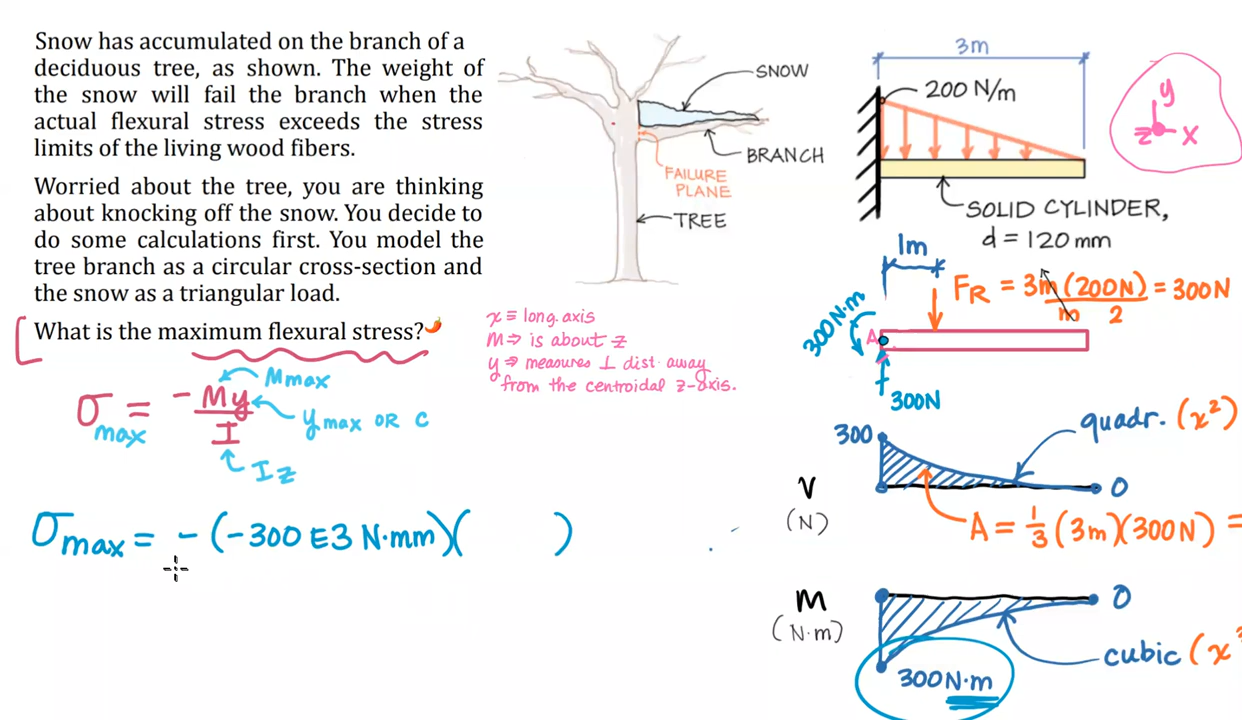 Snow has accumulated on the branch of a
deciduous tree, as shown. The weight of
the snow will fail the branch when the
actual flexural stress exceeds the stress
limits of the living wood fibers.
Worried about the tree, you are thinking
about knocking off the snow. You decide to
do some calculations first. You model the
tree branch as a circular cross-section and
the snow as a triangular load.
What is the maximum flexural stress?
σmax = -My/I
Mmax
ymax OR c
Iz
σmax = -(-300 E3 N·mm)( )
SNOW
BRANCH
FAILURE
PLANE
TREE
x ≡ long. axis
M ⇒ is about z
y ⇒ measures ⊥ dist. away
from the centroidal z-axis.
3m
200 N/m
y
z x
SOLID CYLINDER,
d = 120 mm
1m
FR = 3m (200N)/m 2 = 300N
300 N·m
A
300N
300
quadr. (x²)
0
V
(N)
A = 1/3 (3m)(300N) =
M
(N·m)
0
cubic (x³
300 N·m